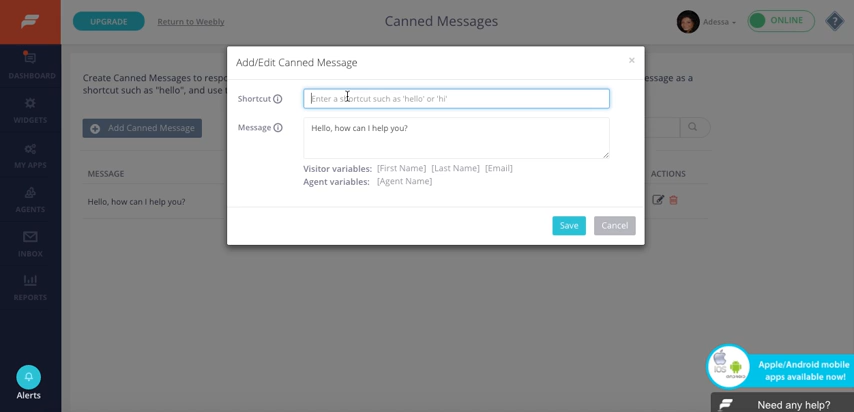 UPGRADE
Return to Weebly
Canned Messages
Adessa
ONLINE
?
DASHBOARD
WIDGETS
MY APPS
AGENTS
INBOX
REPORTS
Alerts
Create Canned Messages to respo
shortcut such as "hello", and use t
message as a
Add Canned Message
MESSAGE
ACTIONS
Hello, how can I help you?
Add/Edit Canned Message
×
Shortcut
Enter a shortcut such as 'hello' or 'hi'
Message
Hello, how can I help you?
Visitor variables: [First Name] [Last Name] [Email]
Agent variables: [Agent Name]
Save
Cancel
iOS
ANDROID
Apple/Android mobile
apps available now!
Need any help?